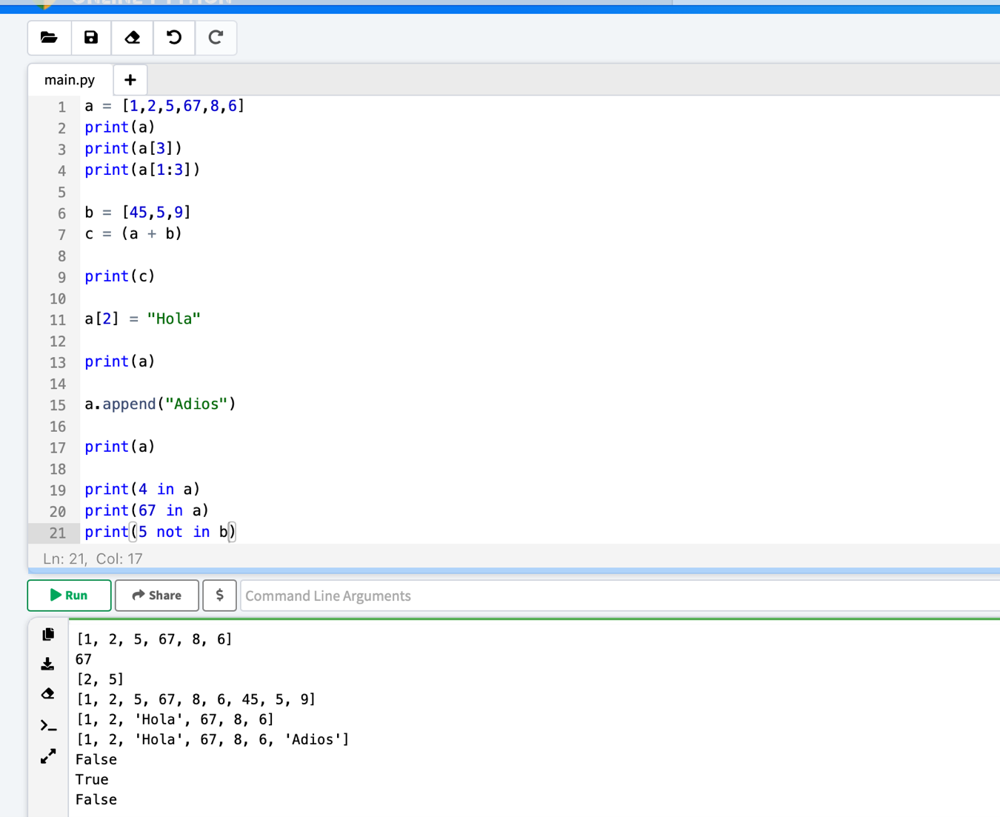 main.py +
1 a = [1,2,5,67,8,6]
2 print(a)
3 print(a[3])
4 print(a[1:3])
5
6 b = [45,5,9]
7 c = (a + b)
8
9 print(c)
10
11 a[2] = "Hola"
12
13 print(a)
14
15 a.append("Adios")
16
17 print(a)
18
19 print(4 in a)
20 print(67 in a)
21 print(5 not in b)
Ln: 21, Col: 17
Run Share $ Command Line Arguments
[1, 2, 5, 67, 8, 6]
67
[2, 5]
[1, 2, 5, 67, 8, 6, 45, 5, 9]
[1, 2, 'Hola', 67, 8, 6]
[1, 2, 'Hola', 67, 8, 6, 'Adios']
False
True
False